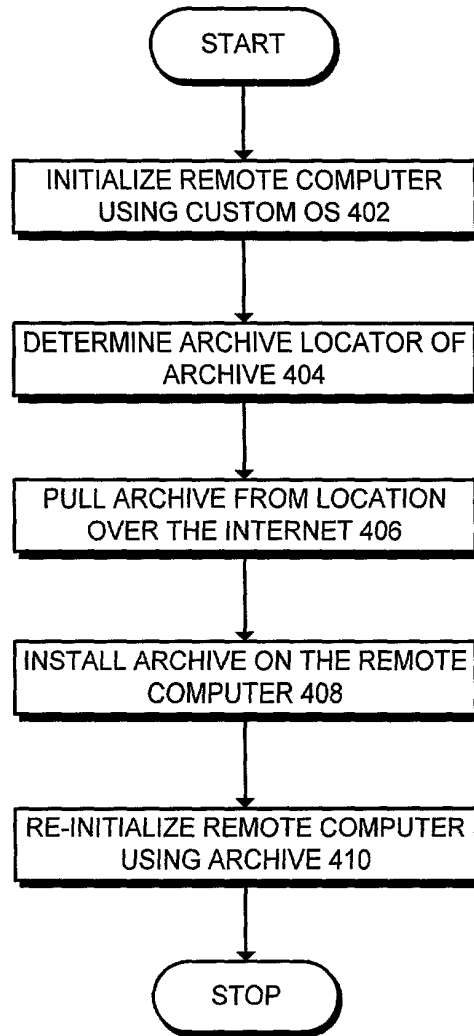 START
INITIALIZE REMOTE COMPUTER
USING CUSTOM OS 402
DETERMINE ARCHIVE LOCATOR OF
ARCHIVE 404
PULL ARCHIVE FROM LOCATION
OVER THE INTERNET 406
INSTALL ARCHIVE ON THE REMOTE
COMPUTER 408
RE-INITIALIZE REMOTE COMPUTER
USING ARCHIVE 410
STOP